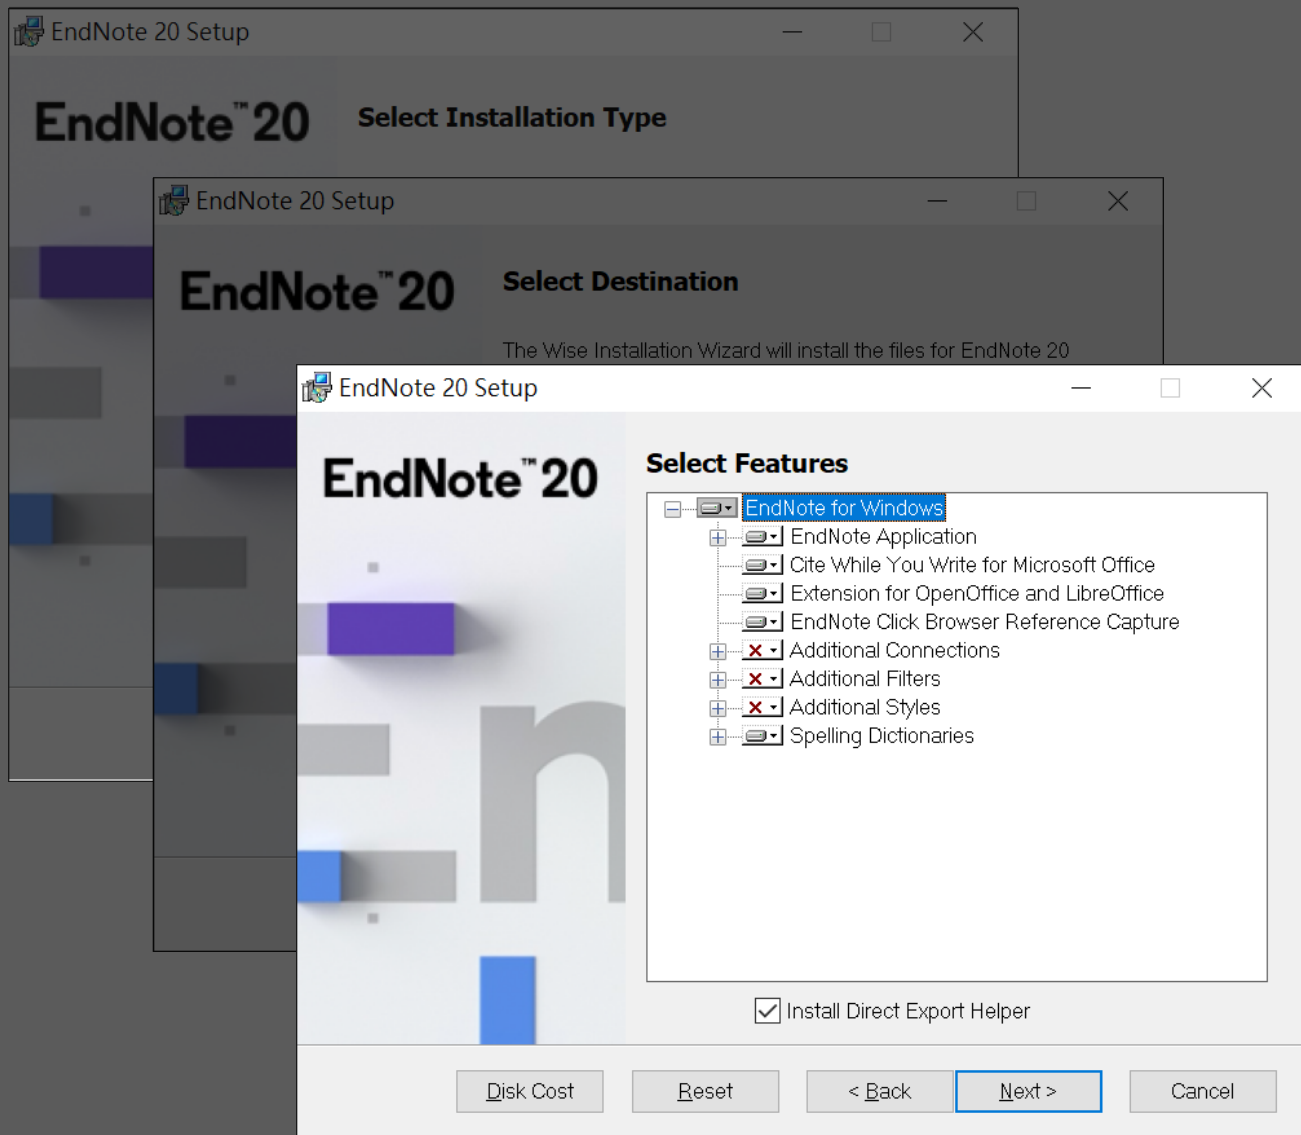 EndNote 20 Setup
EndNote™20
Select Installation Type
EndNote 20 Setup
EndNote™20
Select Destination
The Wise Installation Wizard will install the files for EndNote 20
EndNote 20 Setup
EndNote™20
Select Features
EndNote for Windows
EndNote Application
Cite While You Write for Microsoft Office
Extension for OpenOffice and LibreOffice
EndNote Click Browser Reference Capture
Additional Connections
Additional Filters
Additional Styles
Spelling Dictionaries
Install Direct Export Helper
Disk Cost
Reset
< Back
Next >
Cancel